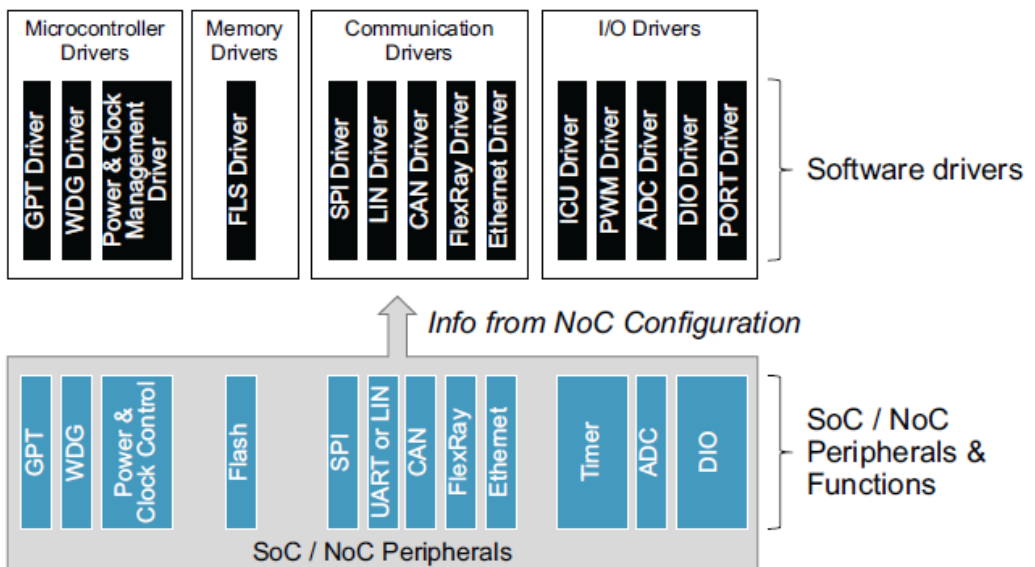 Microcontroller
Drivers
Memory
Drivers
Communication
Drivers
I/O Drivers
GPT Driver
WDG Driver
Power & Clock
Management
Driver
FLS Driver
SPI Driver
LIN Driver
CAN Driver
FlexRay Driver
Ethernet Driver
ICU Driver
PWM Driver
ADC Driver
DIO Driver
PORT Driver
Software drivers
Info from NoC Configuration
GPT
WDG
Power &
Clock Control
Flash
SPI
UART or LIN
CAN
FlexRay
Ethernet
Timer
ADC
DIO
SoC / NoC
Peripherals &
Functions
SoC / NoC Peripherals